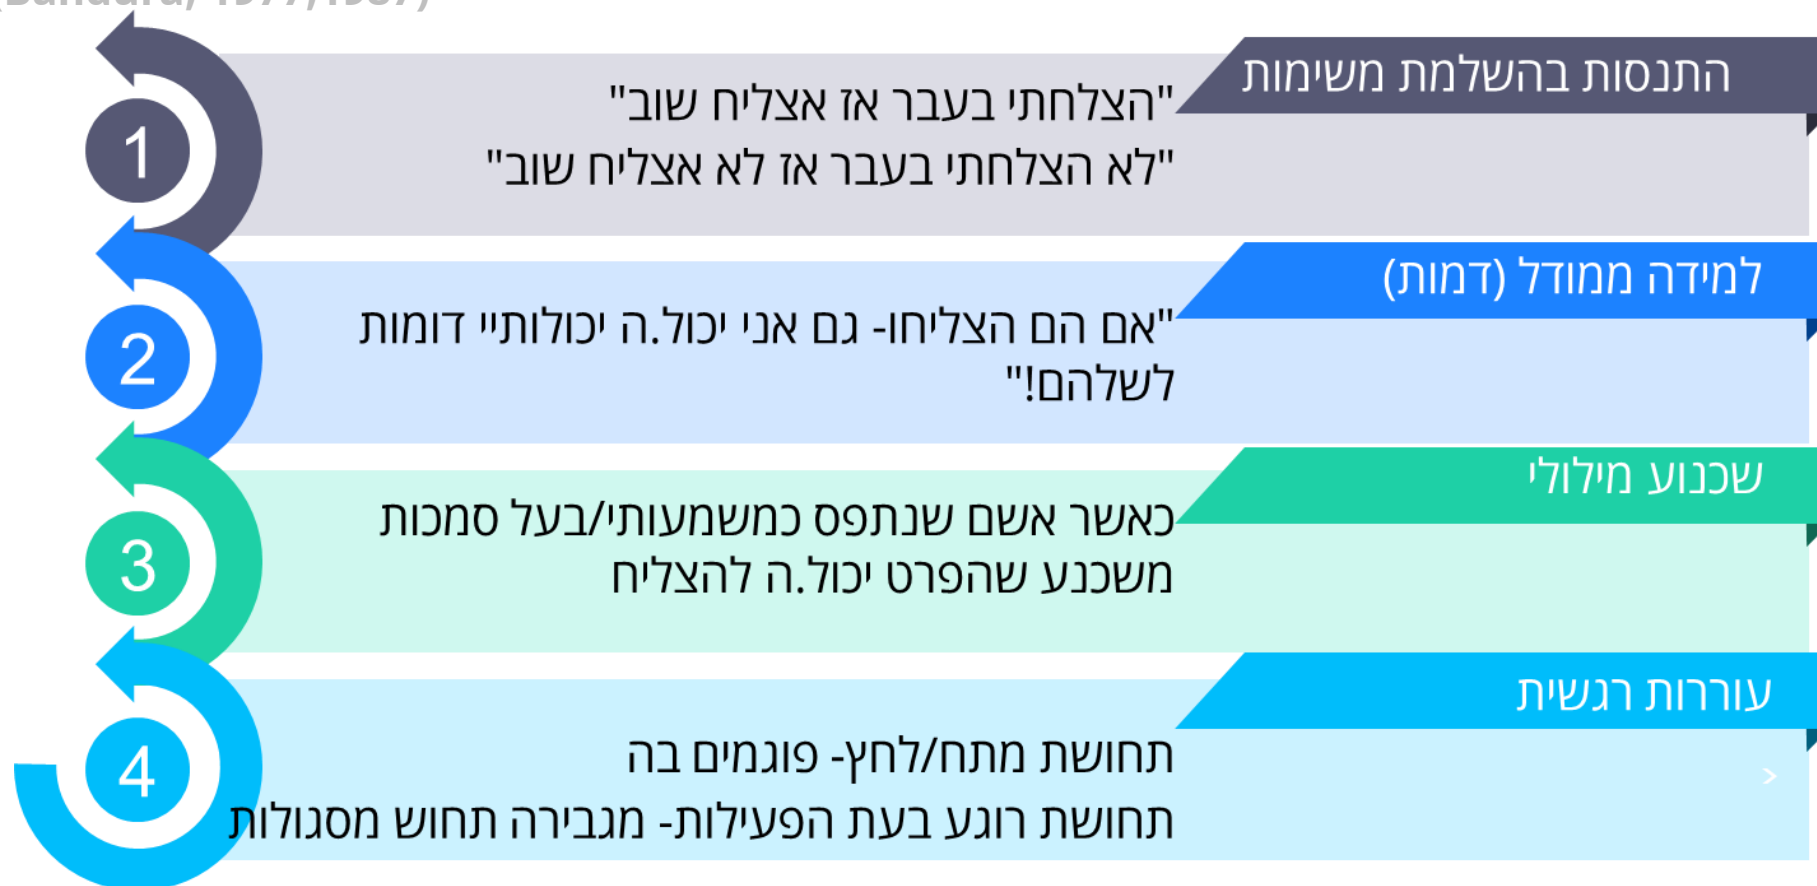 (Bandura, 1977,1987)
התנסות בהשלמת משימות
1
"הצלחתי בעבר אז אצליח שוב"
"לא הצלחתי בעבר אז לא אצליח שוב"
למידה ממודל (דמות)
2
"אם הם הצליחו- גם אני יכול.ה יכולותיי דומות
לשלהם!"
שכנוע מילולי
3
כאשר אשם שנתפס כמשמעותי/בעל סמכות
משכנע שהפרט יכול.ה להצליח
עוררות רגשית
4
תחושת מתח/לחץ- פוגמים בה
תחושת רוגע בעת הפעילות- מגבירה תחוש מסגולות